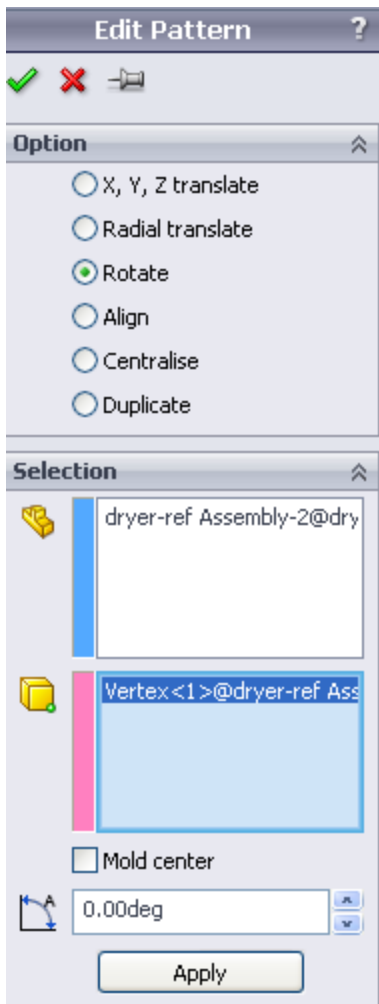 Edit Pattern ?
Option
X, Y, Z translate
Radial translate
Rotate
Align
Centralise
Duplicate
Selection
dryer-ref Assembly-2@dry
Vertex<1>@dryer-ref Ass
Mold center
A
0.00deg
Apply